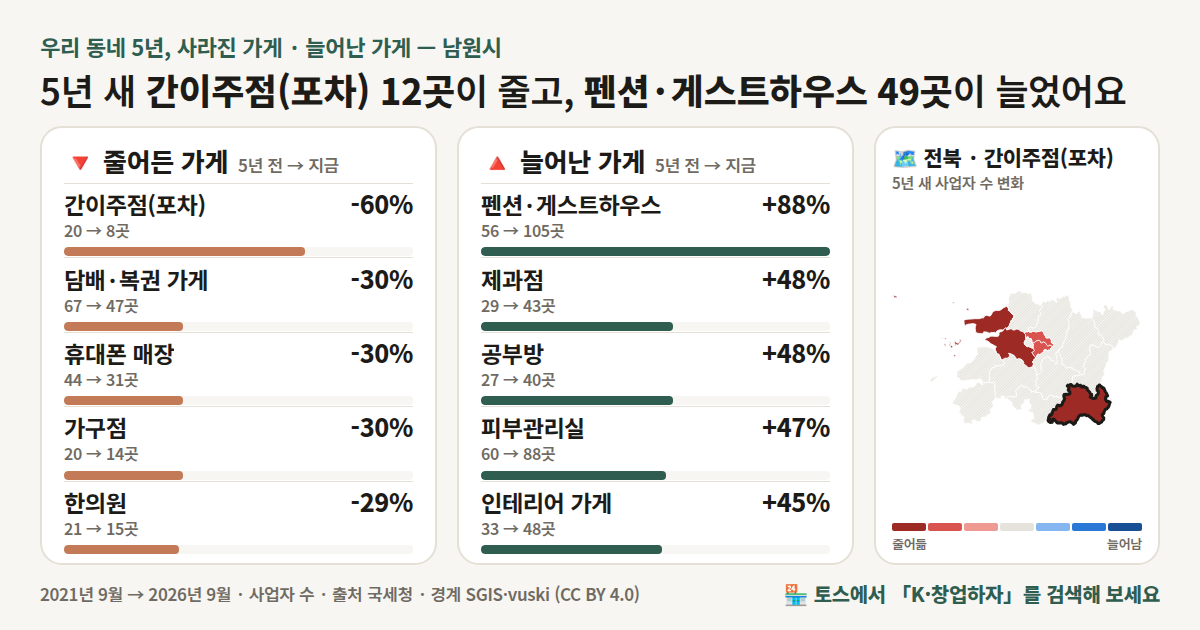 우리 동네 5년, 사라진 가게 · 늘어난 가게 — 남원시
5년 새 간이주점(포차) 12곳이 줄고, 펜션·게스트하우스 49곳이 늘었어요
🔻 줄어든 가게 5년 전 → 지금
간이주점(포차) -60%
20 → 8곳
담배·복권 가게 -30%
67 → 47곳
휴대폰 매장 -30%
44 → 31곳
가구점 -30%
20 → 14곳
한의원 -29%
21 → 15곳
🔺 늘어난 가게 5년 전 → 지금
펜션·게스트하우스 +88%
56 → 105곳
제과점 +48%
29 → 43곳
공부방 +48%
27 → 40곳
피부관리실 +47%
60 → 88곳
인테리어 가게 +45%
33 → 48곳
🗺️ 전북 · 간이주점(포차)
5년 새 사업자 수 변화
줄어듦 늘어남
2021년 9월 → 2026년 9월 · 사업자 수 · 출처 국세청 · 경계 SGIS·vuski (CC BY 4.0)
🏪 토스에서 「K·창업하자」를 검색해 보세요